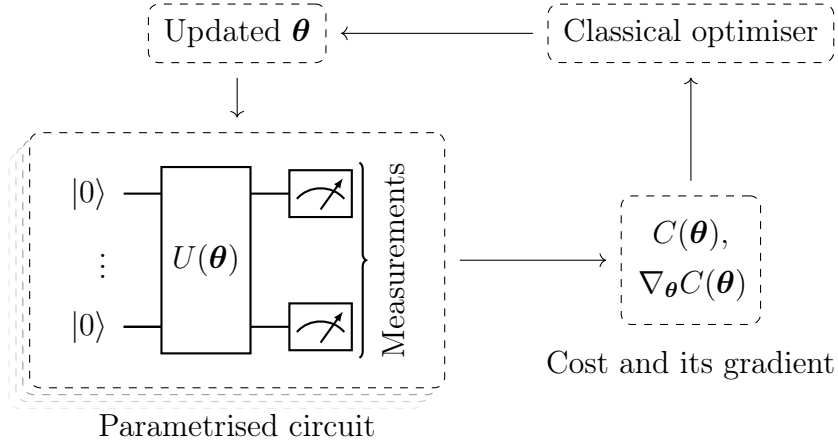 Updated θ
Classical optimiser
|0⟩
⋮
|0⟩
U(θ)
Measurements
C(θ),
∇θC(θ)
Cost and its gradient
Parametrised circuit